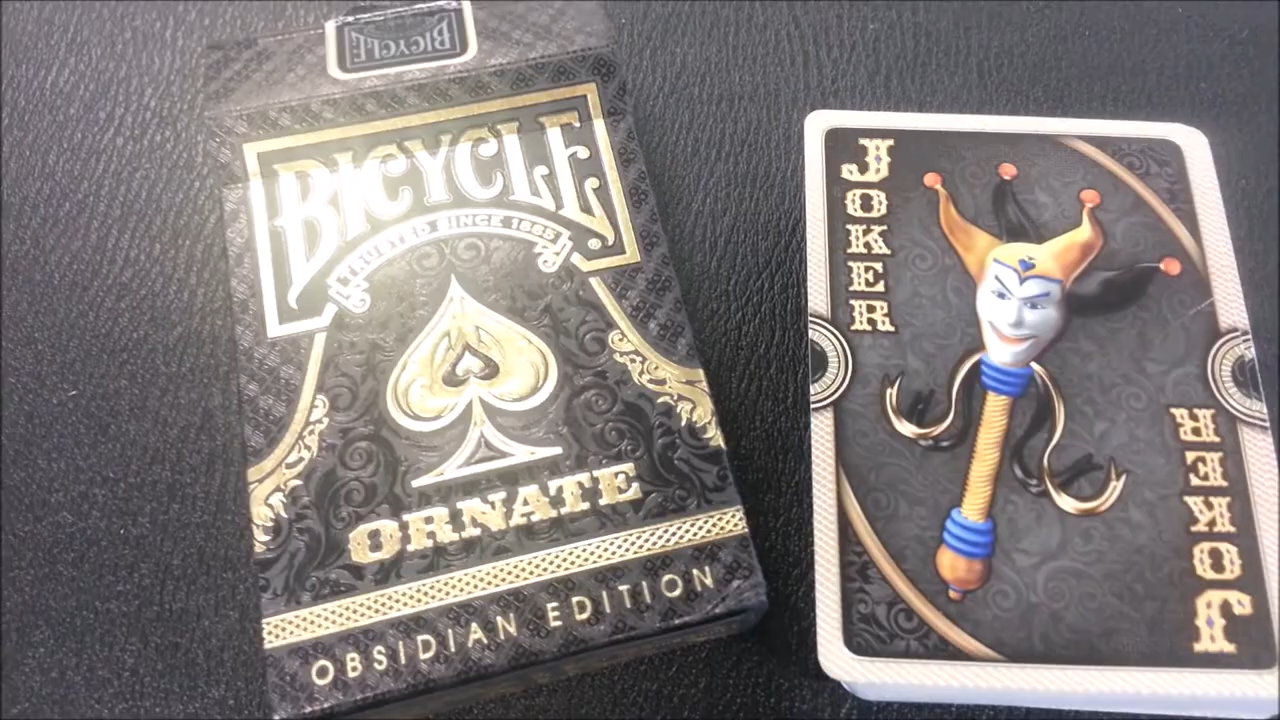 BICYCLE
BICYCLE ®
TRUSTED SINCE 1885
ORNATE
OBSIDIAN EDITION
JOKER
JOKER